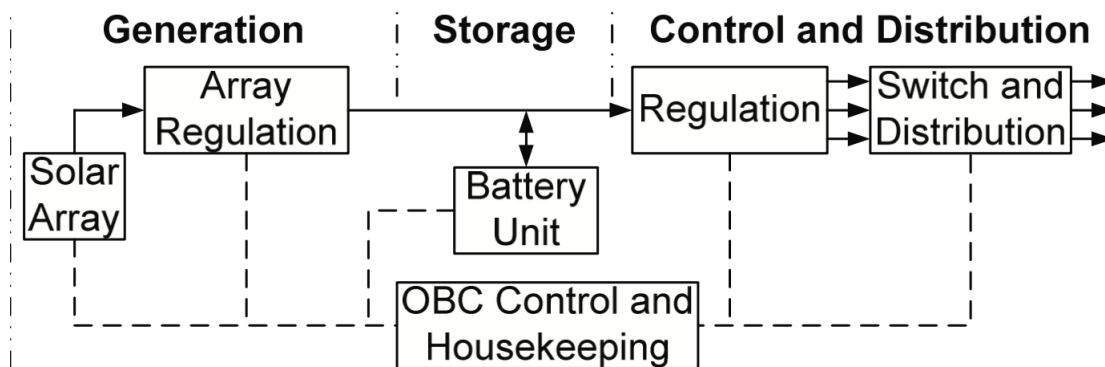 Generation
Storage
Control and Distribution
Array
Regulation
Regulation
Switch and
Distribution
Solar
Array
Battery
Unit
OBC Control and
Housekeeping